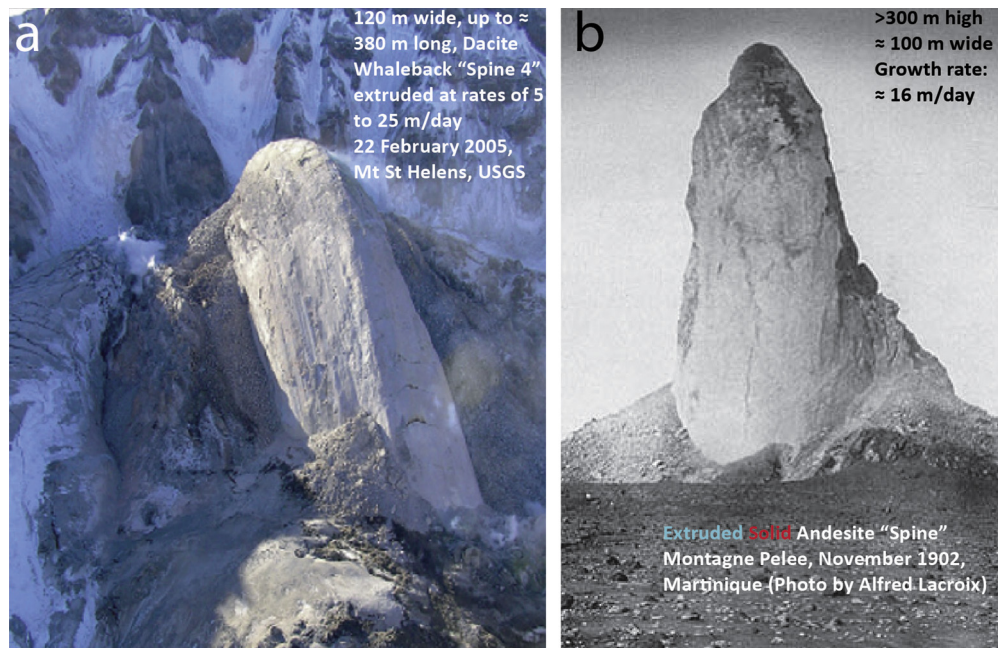 a
120 m wide, up to ≈
380 m long, Dacite
Whaleback “Spine 4”
extruded at rates of 5
to 25 m/day
22 February 2005,
Mt St Helens, USGS
b
>300 m high
≈ 100 m wide
Growth rate:
≈ 16 m/day
Extruded Solid Andesite “Spine”
Montagne Pelee, November 1902,
Martinique (Photo by Alfred Lacroix)